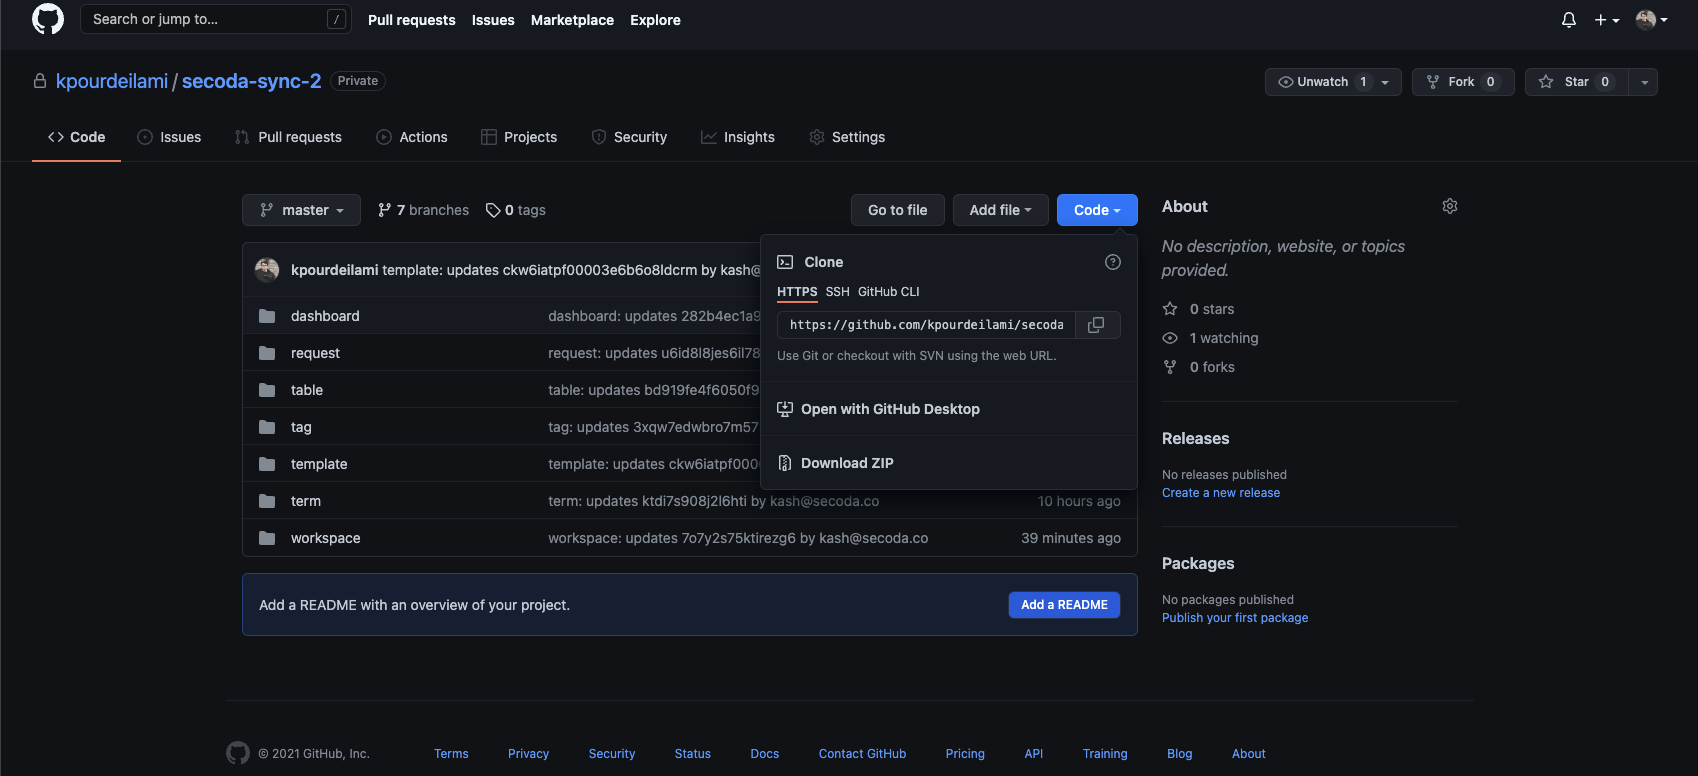 Search or jump to... /
Pull requests Issues Marketplace Explore
kpourdeilami / secoda-sync-2 Private
Unwatch 1 Fork 0 Star 0
Code Issues Pull requests Actions Projects Security Insights Settings
master 7 branches 0 tags Go to file Add file Code
kpourdeilami template: updates ckw6iatpf00003e6b6o8ldcrm by kash@
dashboard dashboard: updates 282b4ec1a9
request request: updates u6id8l8jes6il78
table table: updates bd919fe4f6050f9
tag tag: updates 3xqw7edwbro7m57
template template: updates ckw6iatpf000
term term: updates ktdi7s908j2l6hti by kash@secoda.co 10 hours ago
workspace workspace: updates 7o7y2s75ktirezg6 by kash@secoda.co 39 minutes ago
Clone
HTTPS SSH GitHub CLI
https://github.com/kpourdeilami/secoda
Use Git or checkout with SVN using the web URL.
Open with GitHub Desktop
Download ZIP
Add a README with an overview of your project. Add a README
About
No description, website, or topics
provided.
0 stars
1 watching
0 forks
Releases
No releases published
Create a new release
Packages
No packages published
Publish your first package
© 2021 GitHub, Inc. Terms Privacy Security Status Docs Contact GitHub Pricing API Training Blog About